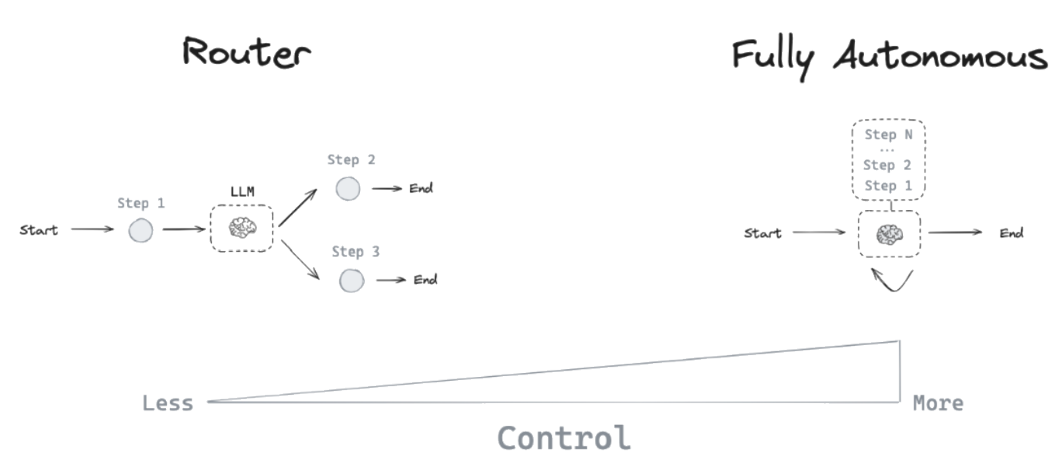 Router
Fully Autonomous
Start
Step 1
LLM
Step 2
End
Step 3
End
Step N
...
Step 2
Step 1
Start
End
Less
More
Control